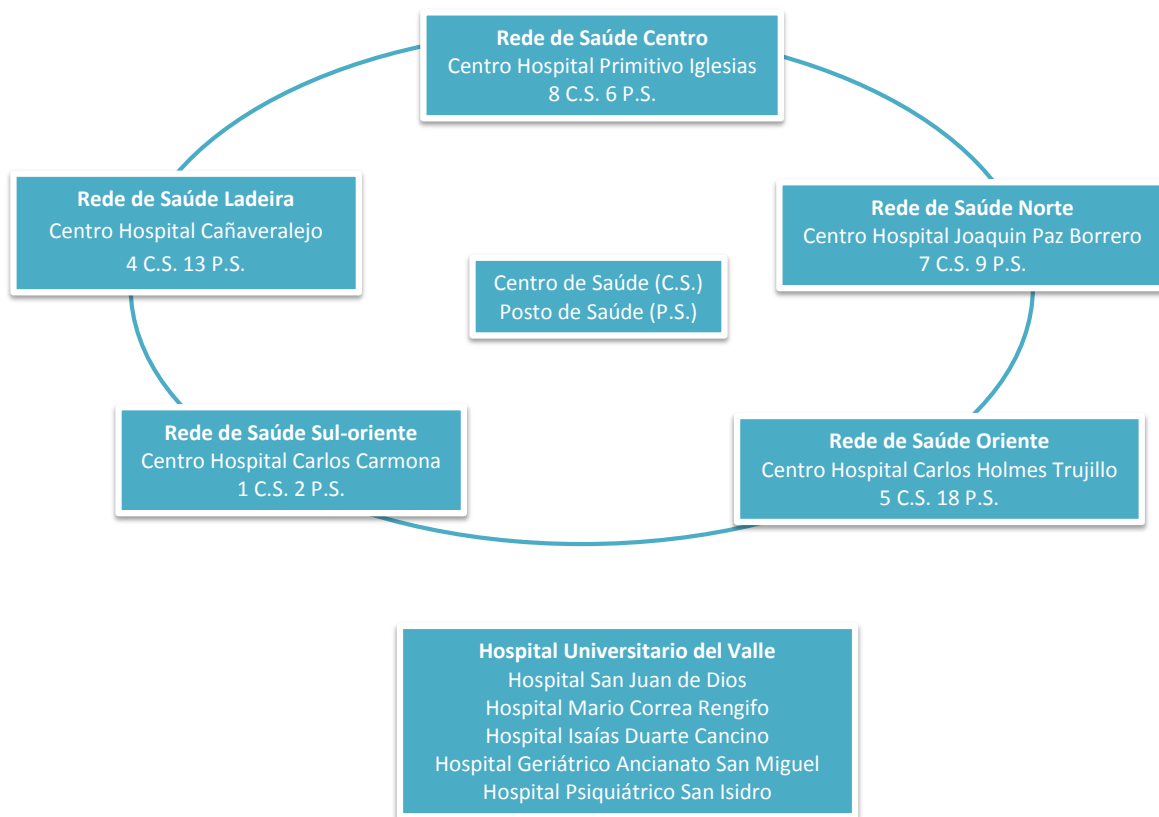 Rede de Saúde Centro
Centro Hospital Primitivo Iglesias
8 C.S. 6 P.S.
Rede de Saúde Ladeira
Centro Hospital Cañaveralejo
4 C.S. 13 P.S.
Rede de Saúde Norte
Centro Hospital Joaquin Paz Borrero
7 C.S. 9 P.S.
Centro de Saúde (C.S.)
Posto de Saúde (P.S.)
Rede de Saúde Sul-oriente
Centro Hospital Carlos Carmona
1 C.S. 2 P.S.
Rede de Saúde Oriente
Centro Hospital Carlos Holmes Trujillo
5 C.S. 18 P.S.
Hospital Universitario del Valle
Hospital San Juan de Dios
Hospital Mario Correa Rengifo
Hospital Isaías Duarte Cancino
Hospital Geriátrico Ancianato San Miguel
Hospital Psiquiátrico San Isidro